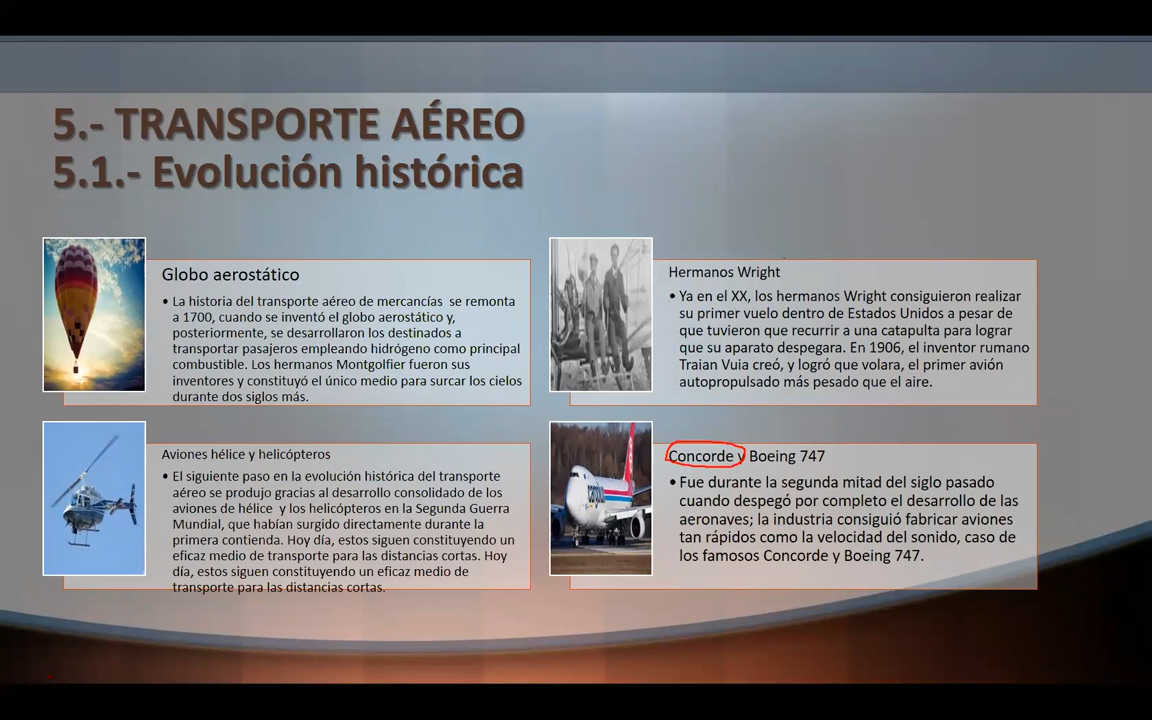 5.- TRANSPORTE AÉREO
5.1.- Evolución histórica
Globo aerostático
• La historia del transporte aéreo de mercancías se remonta
a 1700, cuando se inventó el globo aerostático y,
posteriormente, se desarrollaron los destinados a
transportar pasajeros empleando hidrógeno como principal
combustible. Los hermanos Montgolfier fueron sus
inventores y constituyó el único medio para surcar los cielos
durante dos siglos más.
Hermanos Wright
• Ya en el XX, los hermanos Wright consiguieron realizar
su primer vuelo dentro de Estados Unidos a pesar de
que tuvieron que recurrir a una catapulta para lograr
que su aparato despegara. En 1906, el inventor rumano
Traian Vuia creó, y logró que volara, el primer avión
autopropulsado más pesado que el aire.
Aviones hélice y helicópteros
• El siguiente paso en la evolución histórica del transporte
aéreo se produjo gracias al desarrollo consolidado de los
aviones de hélice y los helicópteros en la Segunda Guerra
Mundial, que habían surgido directamente durante la
primera contienda. Hoy día, estos siguen constituyendo un
eficaz medio de transporte para las distancias cortas. Hoy
día, estos siguen constituyendo un eficaz medio de
transporte para las distancias cortas.
Concorde y Boeing 747
• Fue durante la segunda mitad del siglo pasado
cuando despegó por completo el desarrollo de las
aeronaves; la industria consiguió fabricar aviones
tan rápidos como la velocidad del sonido, caso de
los famosos Concorde y Boeing 747.